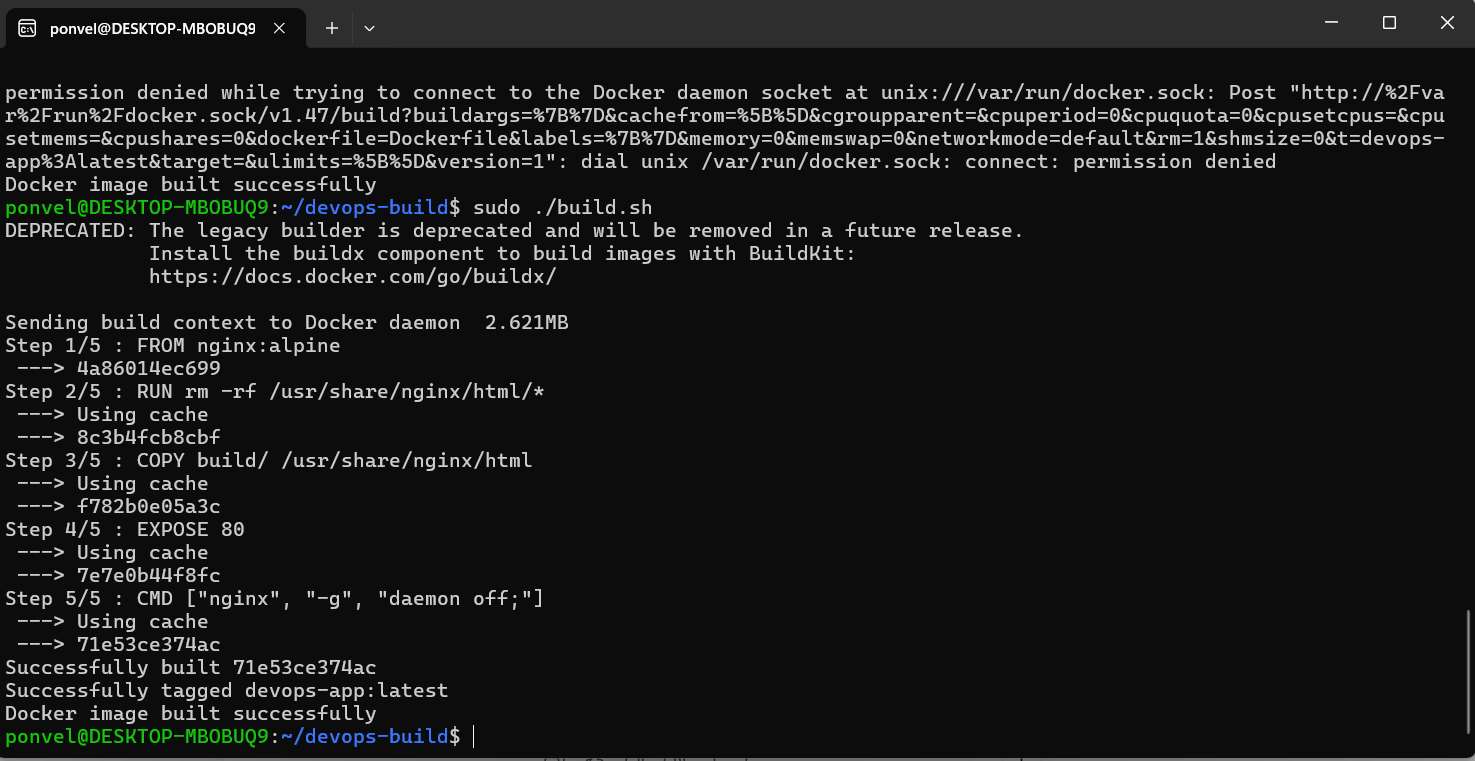 ponvel@DESKTOP-MBOBUQ9
permission denied while trying to connect to the Docker daemon socket at unix:///var/run/docker.sock: Post "http://%2Fva
r%2Frun%2Fdocker.sock/v1.47/build?buildargs=%7B%7D&cachefrom=%5B%5D&cgroupparent=&cpuperiod=0&cpuquota=0&cpusetcpus=&cpu
setmems=&cpushares=0&dockerfile=Dockerfile&labels=%7B%7D&memory=0&memswap=0&networkmode=default&rm=1&shmsize=0&t=devops-
app%3Alatest&target=&ulimits=%5B%5D&version=1": dial unix /var/run/docker.sock: connect: permission denied
Docker image built successfully
ponvel@DESKTOP-MBOBUQ9:~/devops-build$ sudo ./build.sh
DEPRECATED: The legacy builder is deprecated and will be removed in a future release.
            Install the buildx component to build images with BuildKit:
            https://docs.docker.com/go/buildx/

Sending build context to Docker daemon  2.621MB
Step 1/5 : FROM nginx:alpine
 ---> 4a86014ec699
Step 2/5 : RUN rm -rf /usr/share/nginx/html/*
 ---> Using cache
 ---> 8c3b4fcb8cbf
Step 3/5 : COPY build/ /usr/share/nginx/html
 ---> Using cache
 ---> f782b0e05a3c
Step 4/5 : EXPOSE 80
 ---> Using cache
 ---> 7e7e0b44f8fc
Step 5/5 : CMD ["nginx", "-g", "daemon off;"]
 ---> Using cache
 ---> 71e53ce374ac
Successfully built 71e53ce374ac
Successfully tagged devops-app:latest
Docker image built successfully
ponvel@DESKTOP-MBOBUQ9:~/devops-build$